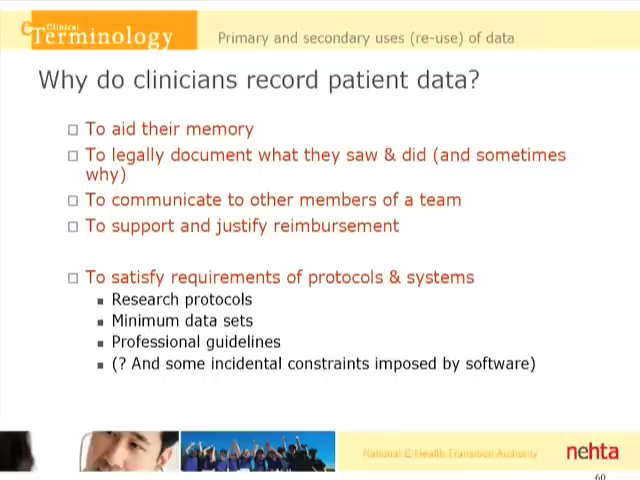 Clinical
Terminology
Primary and secondary uses (re-use) of data
Why do clinicians record patient data?
To aid their memory
To legally document what they saw & did (and sometimes
why)
To communicate to other members of a team
To support and justify reimbursement
To satisfy requirements of protocols & systems
Research protocols
Minimum data sets
Professional guidelines
(? And some incidental constraints imposed by software)
National E-Health Transition Authority
nehta